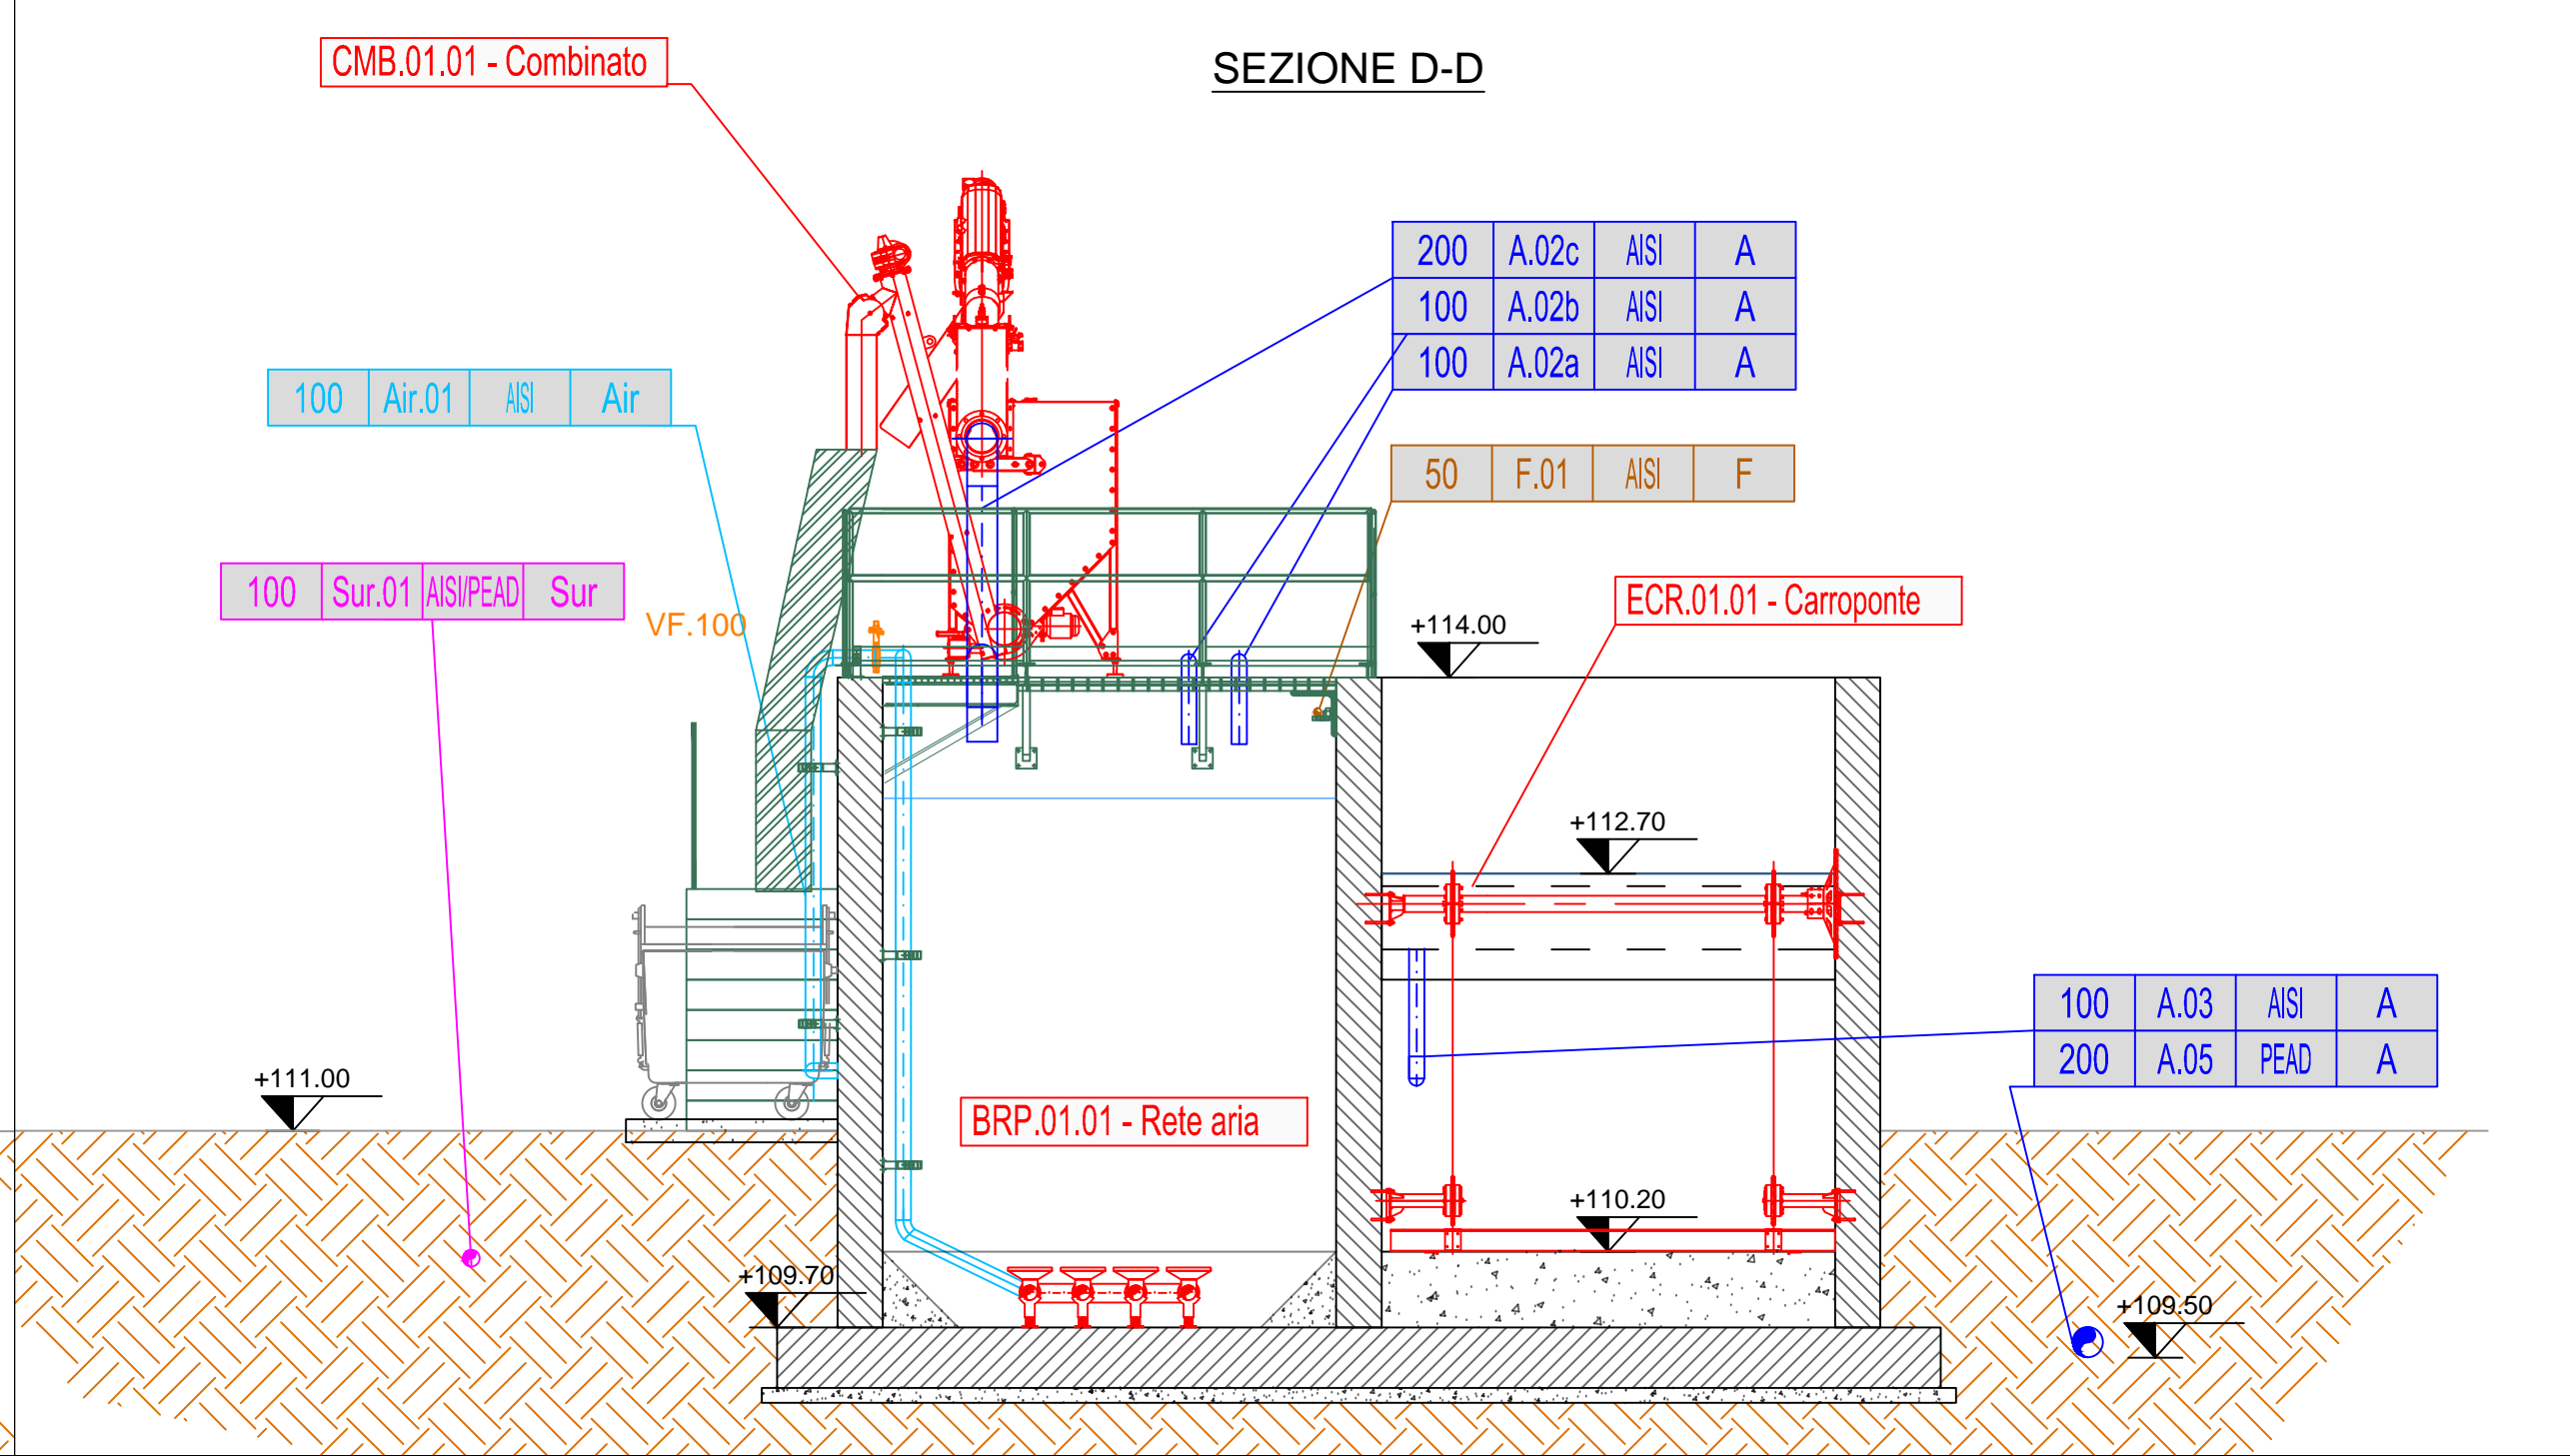 SEZIONE D-D
CMB.01.01 - Combinato
200 A.02c AISI A
100 A.02b AISI A
100 A.02a AISI A
100 Air.01 AISI Air
50 F.01 AISI F
100 Sur.01 AISI/PEAD Sur
VF.100
ECR.01.01 - Carroponte
+114.00
+112.70
100 A.03 AISI A
200 A.05 PEAD A
+111.00
BRP.01.01 - Rete aria
+110.20
+109.70
+109.50